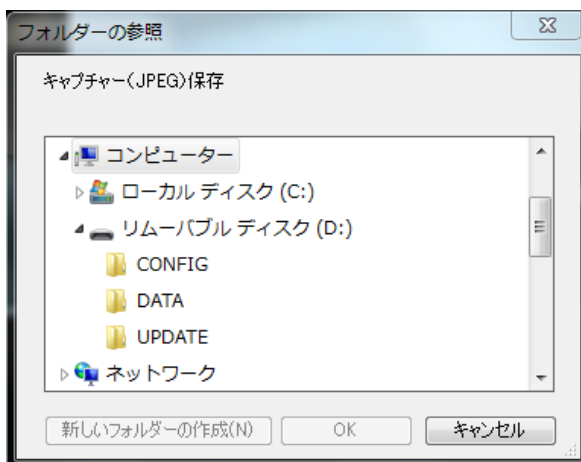 フォルダーの参照
キャプチャー(JPEG)保存
コンピューター
ローカル ディスク (C:)
リムーバブル ディスク (D:)
CONFIG
DATA
UPDATE
ネットワーク
新しいフォルダーの作成(N) OK キャンセル